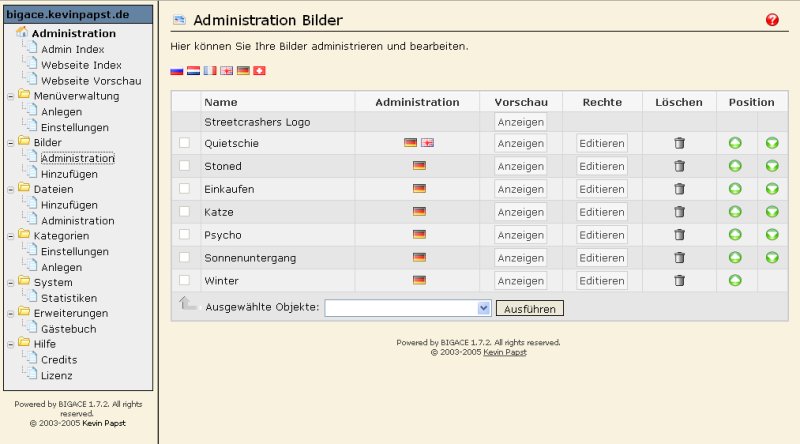 bigace.kevinpapst.de
Administration
Admin Index
Webseite Index
Webseite Vorschau
Menüverwaltung
Anlegen
Einstellungen
Bilder
Administration
Hinzufügen
Dateien
Hinzufügen
Administration
Kategorien
Einstellungen
Anlegen
System
Statistiken
Erweiterungen
Gästebuch
Hilfe
Credits
Lizenz
Powered by BIGACE 1.7.2. All rights
reserved.
© 2003-2005 Kevin Papst
Administration Bilder
?
Hier können Sie Ihre Bilder administrieren und bearbeiten.
Name Administration Vorschau Rechte Löschen Position
Streetcrashers Logo Anzeigen
Quietschie Anzeigen Editieren
Stoned Anzeigen Editieren
Einkaufen Anzeigen Editieren
Katze Anzeigen Editieren
Psycho Anzeigen Editieren
Sonnenuntergang Anzeigen Editieren
Winter Anzeigen Editieren
Ausgewählte Objekte: Ausführen
Powered by BIGACE 1.7.2. All rights reserved.
© 2003-2005 Kevin Papst